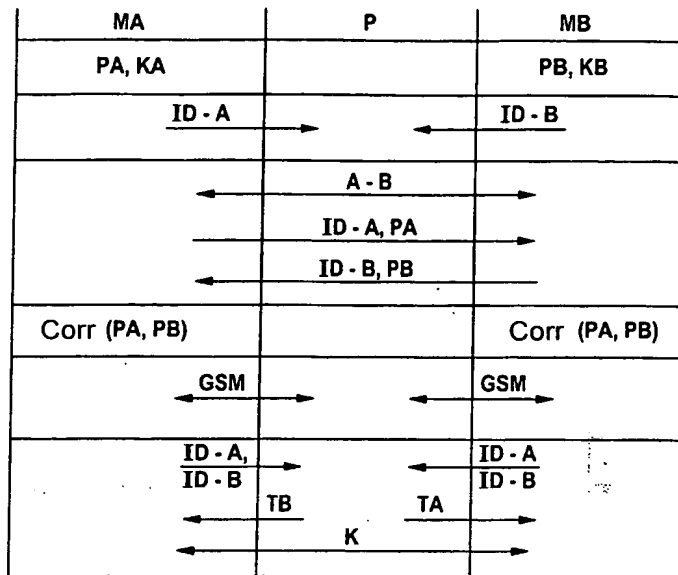 MA P MB
PA, KA PB, KB
ID - A ID - B
A - B
ID - A, PA
ID - B, PB
Corr (PA, PB) Corr (PA, PB)
GSM GSM
ID - A, ID - A
ID - B ID - B
TB TA
K